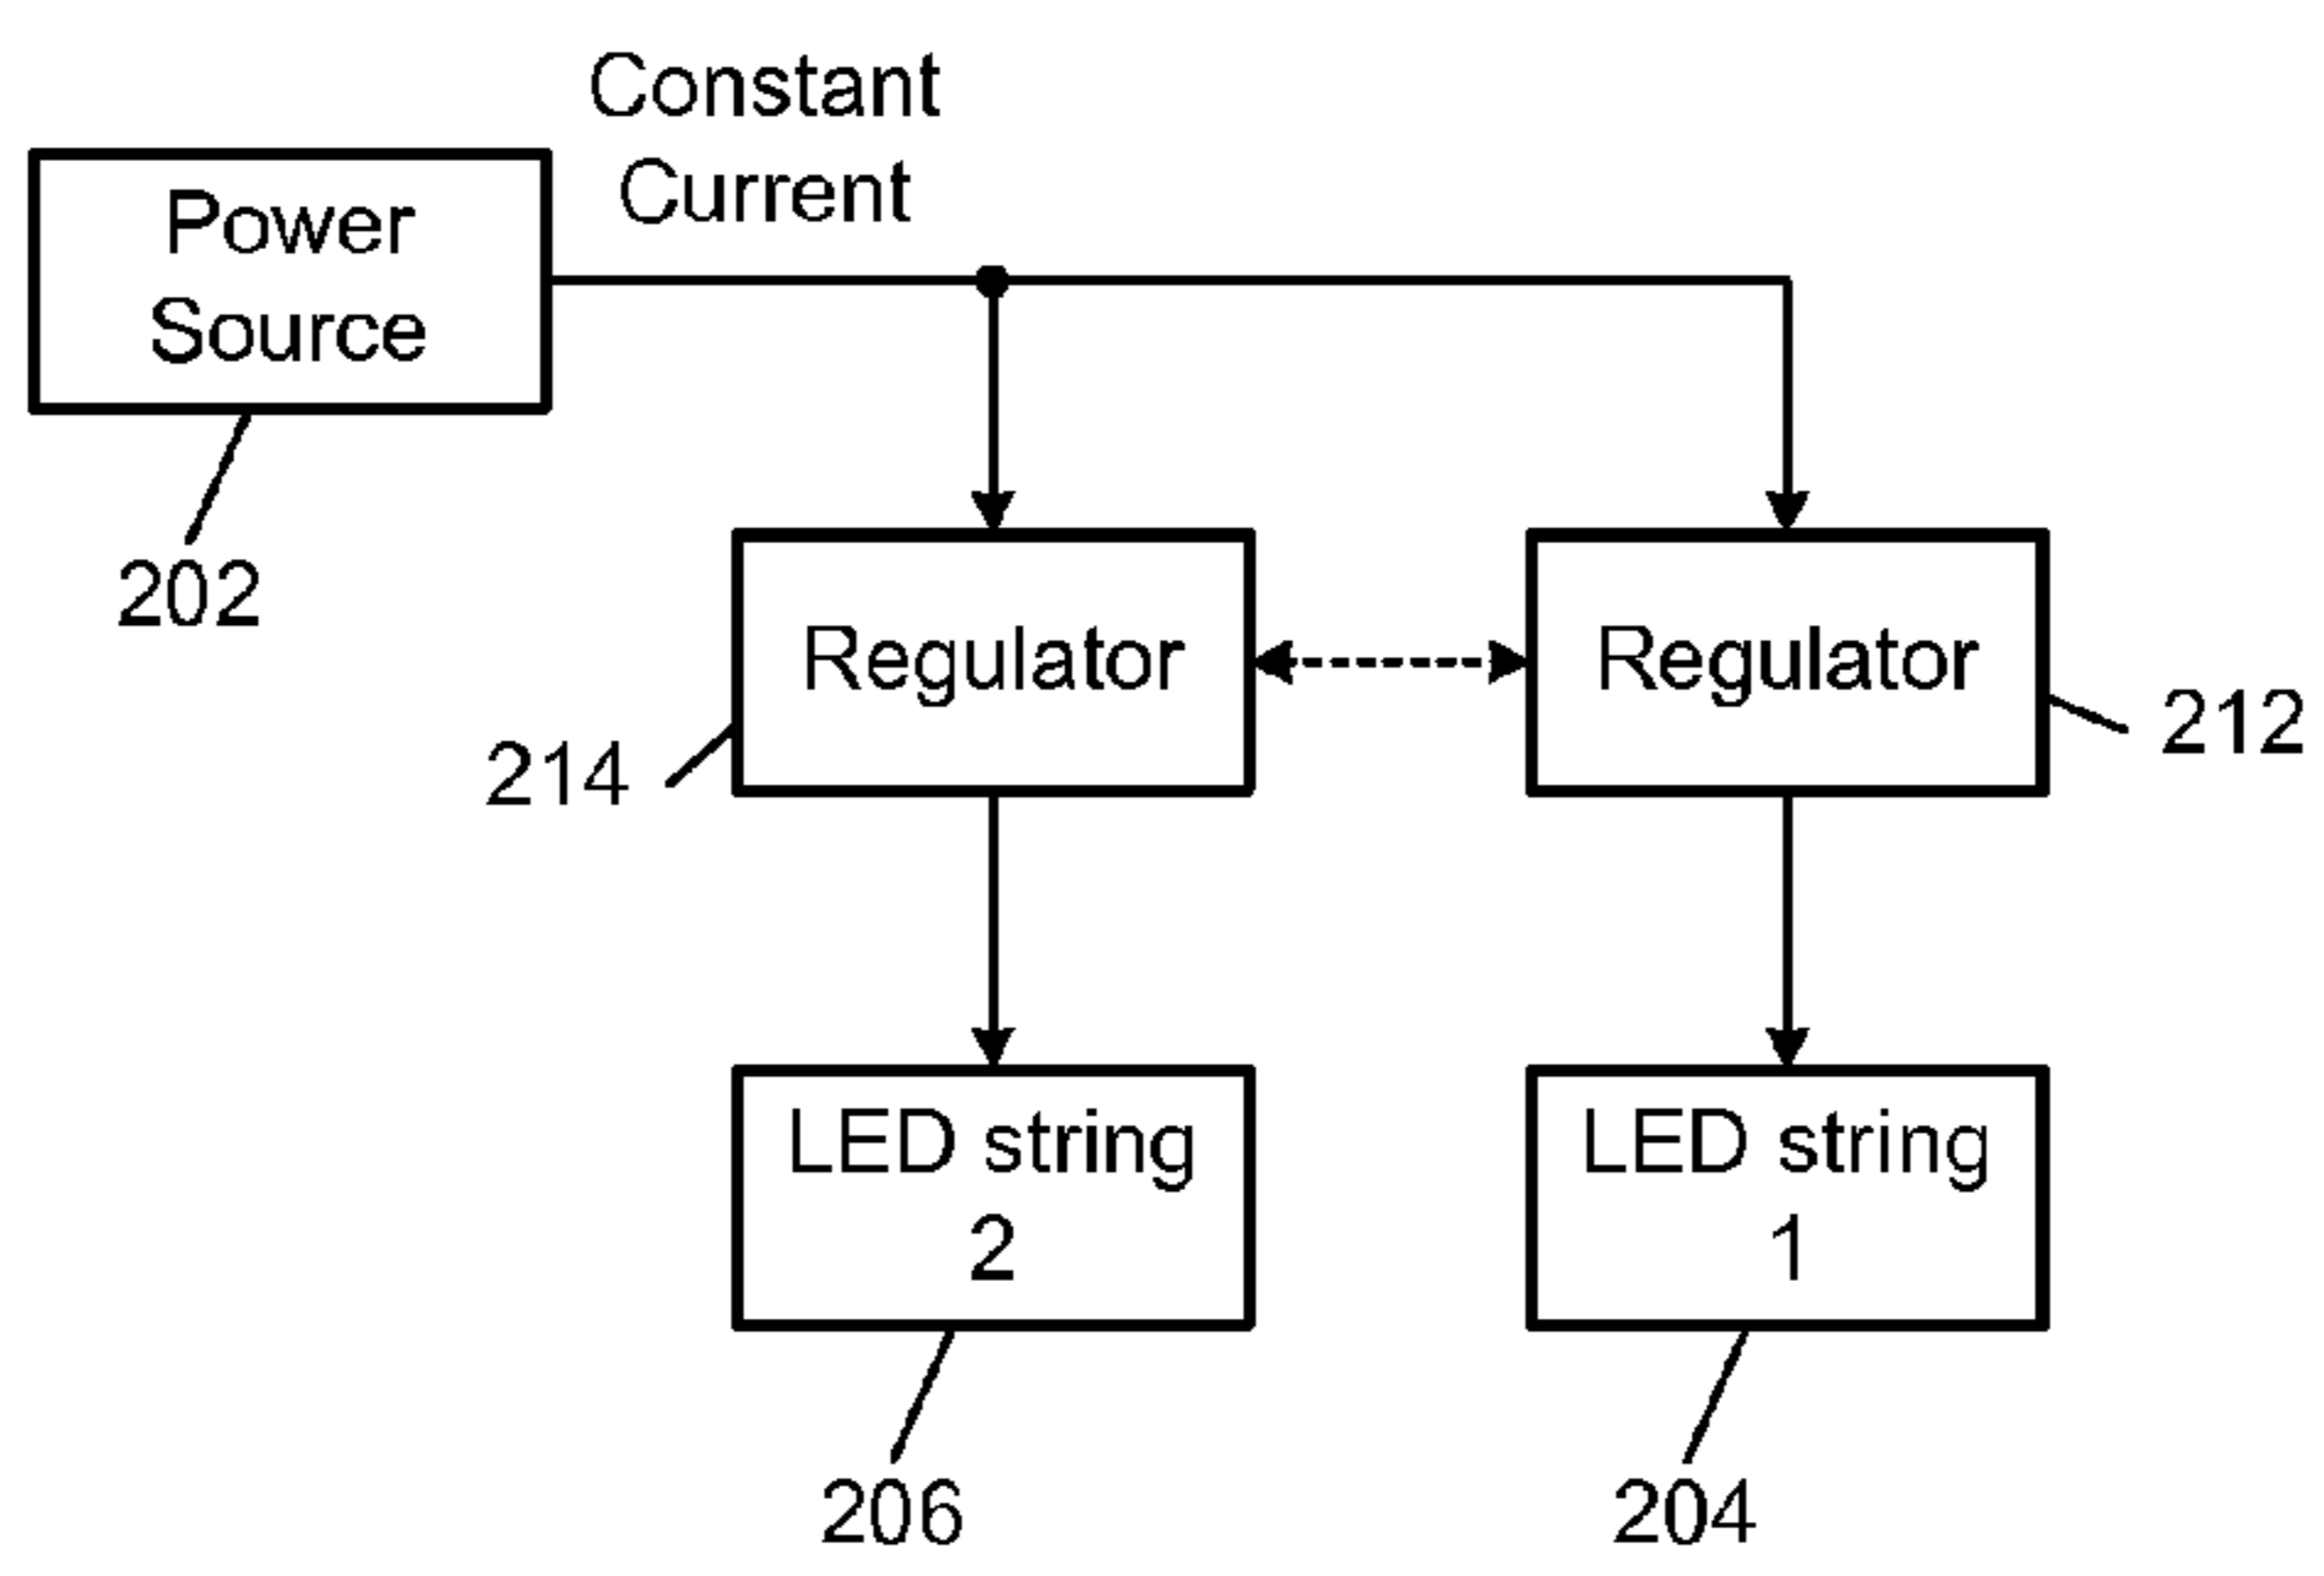 Constant
Current
Power
Source
202
Regulator
Regulator
214
212
LED string
2
LED string
1
206
204